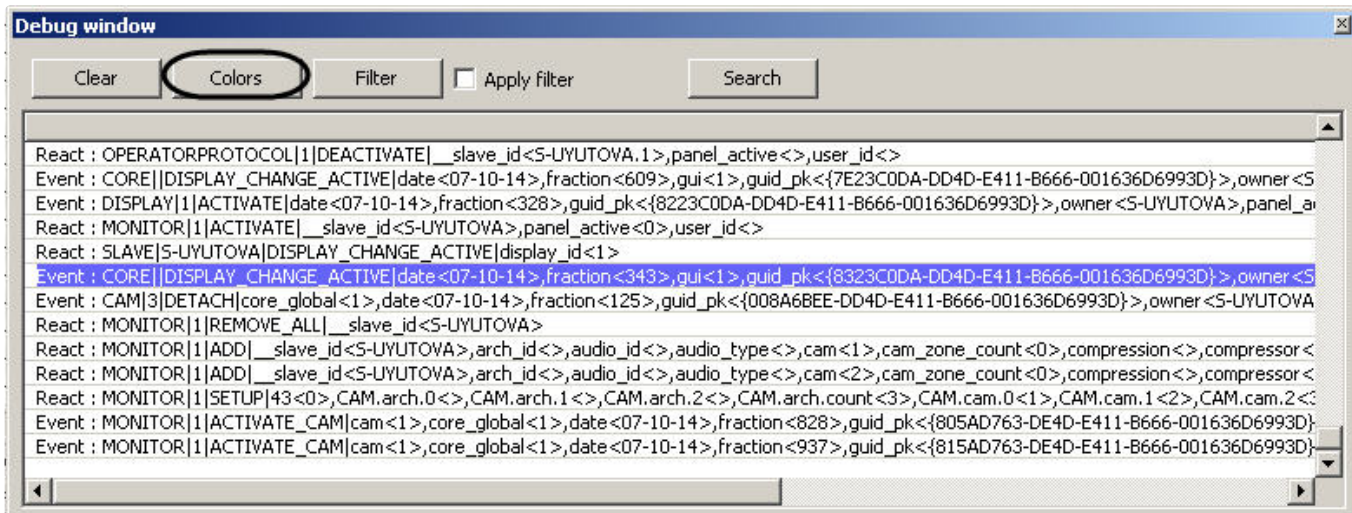 Debug window
Clear Colors Filter Apply filter Search
React : OPERATORPROTOCOL|1|DEACTIVATE|__slave_id<S-UYUTOVA.1>,panel_active<>,user_id<>
Event : CORE||DISPLAY_CHANGE_ACTIVE|date<07-10-14>,fraction<609>,gui<1>,guid_pk<{7E23C0DA-DD4D-E411-B666-001636D6993D}>,owner<S
Event : DISPLAY|1|ACTIVATE|date<07-10-14>,fraction<328>,guid_pk<{8223C0DA-DD4D-E411-B666-001636D6993D}>,owner<S-UYUTOVA>,panel_a
React : MONITOR|1|ACTIVATE|__slave_id<S-UYUTOVA>,panel_active<0>,user_id<>
React : SLAVE|S-UYUTOVA|DISPLAY_CHANGE_ACTIVE|display_id<1>
Event : CORE||DISPLAY_CHANGE_ACTIVE|date<07-10-14>,fraction<343>,gui<1>,guid_pk<{8323C0DA-DD4D-E411-B666-001636D6993D}>,owner<S
Event : CAM|3|DETACH|core_global<1>,date<07-10-14>,fraction<125>,guid_pk<{008A6BEE-DD4D-E411-B666-001636D6993D}>,owner<S-UYUTOVA
React : MONITOR|1|REMOVE_ALL|__slave_id<S-UYUTOVA>
React : MONITOR|1|ADD|__slave_id<S-UYUTOVA>,arch_id<>,audio_id<>,audio_type<>,cam<1>,cam_zone_count<0>,compression<>,compressor<
React : MONITOR|1|ADD|__slave_id<S-UYUTOVA>,arch_id<>,audio_id<>,audio_type<>,cam<2>,cam_zone_count<0>,compression<>,compressor<
React : MONITOR|1|SETUP|43<0>,CAM.arch.0<>,CAM.arch.1<>,CAM.arch.2<>,CAM.arch.count<3>,CAM.cam.0<1>,CAM.cam.1<2>,CAM.cam.2<3
Event : MONITOR|1|ACTIVATE_CAM|cam<1>,core_global<1>,date<07-10-14>,fraction<828>,guid_pk<{805AD763-DE4D-E411-B666-001636D6993D}
Event : MONITOR|1|ACTIVATE_CAM|cam<1>,core_global<1>,date<07-10-14>,fraction<937>,guid_pk<{815AD763-DE4D-E411-B666-001636D6993D}